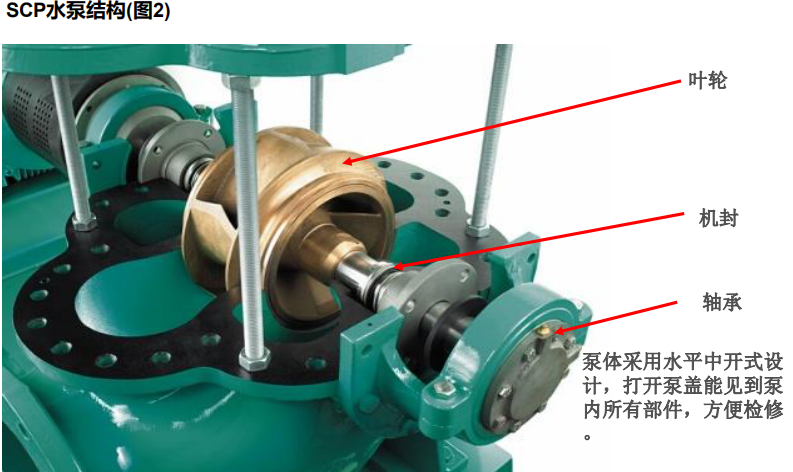 SCP水泵结构(图2)
叶轮
机封
轴承
泵体采用水平中开式设
计，打开泵盖能见到泵
内所有部件，方便检修
。